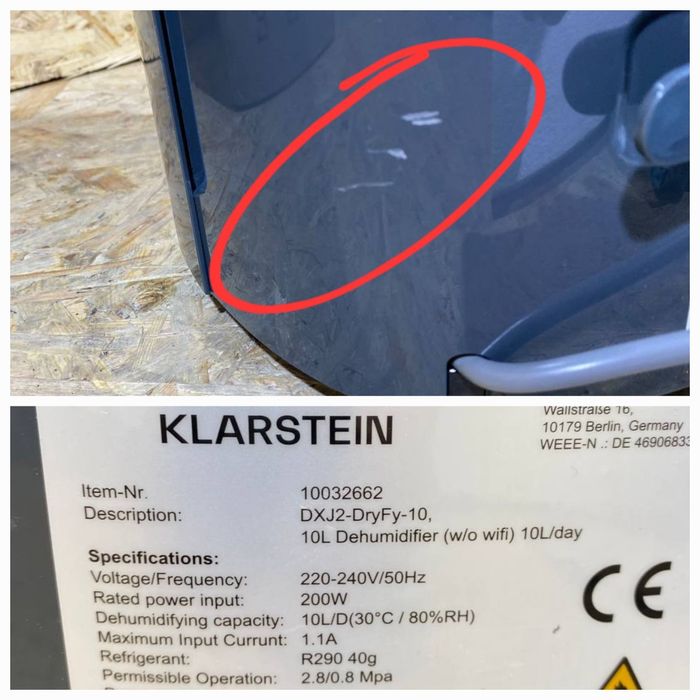 KLARSTEIN
Wallstraße 16,
10179 Berlin, Germany
WEEE-N .: DE 46906833
Item-Nr. 10032662
Description: DXJ2-DryFy-10,
10L Dehumidifier (w/o wifi) 10L/day
Specifications:
Voltage/Frequency: 220-240V/50Hz
Rated power input: 200W
Dehumidifying capacity: 10L/D(30°C / 80%RH)
Maximum Input Currunt: 1.1A
Refrigerant: R290 40g
Permissible Operation: 2.8/0.8 Mpa
CE